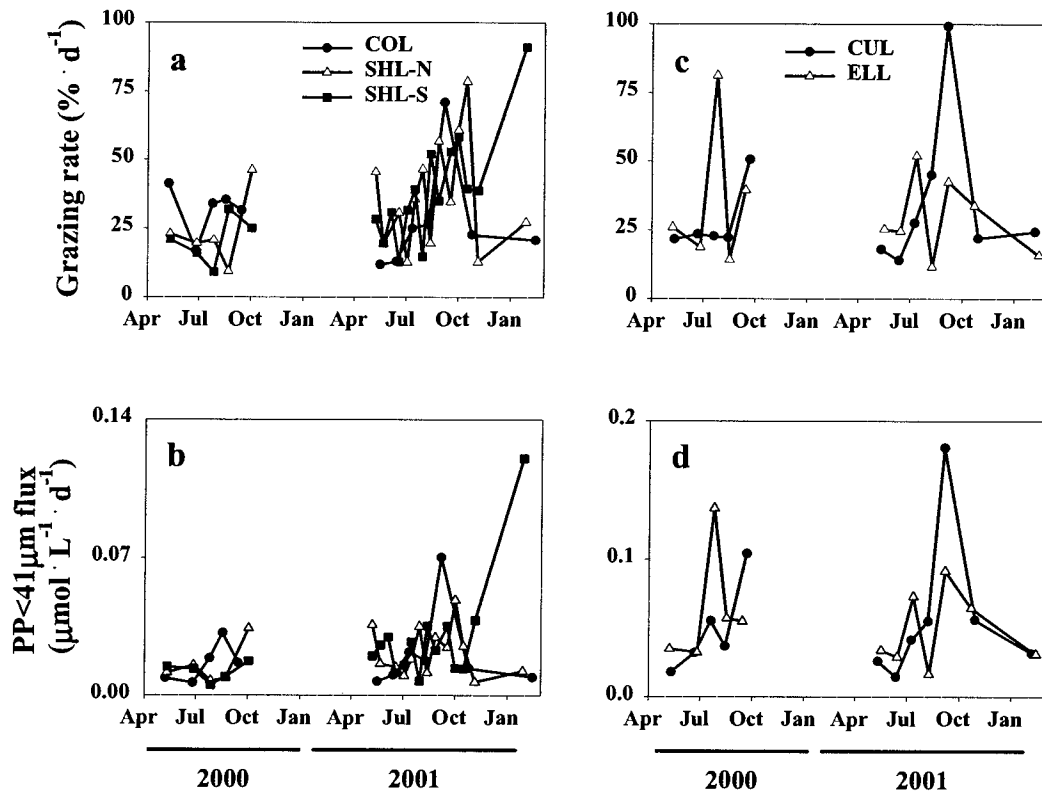 a
COL
SHL-N
SHL-S
Grazing rate (% · d-1)
100
75
50
25
0
Apr Jul Oct Jan Apr Jul Oct Jan
c
CUL
ELL
100
75
50
25
0
Apr Jul Oct Jan Apr Jul Oct Jan
b
PP<41μm flux
(μmol · L-1 · d-1)
0.14
0.07
0.00
Apr Jul Oct Jan Apr Jul Oct Jan
2000 2001
d
0.2
0.1
0.0
Apr Jul Oct Jan Apr Jul Oct Jan
2000 2001